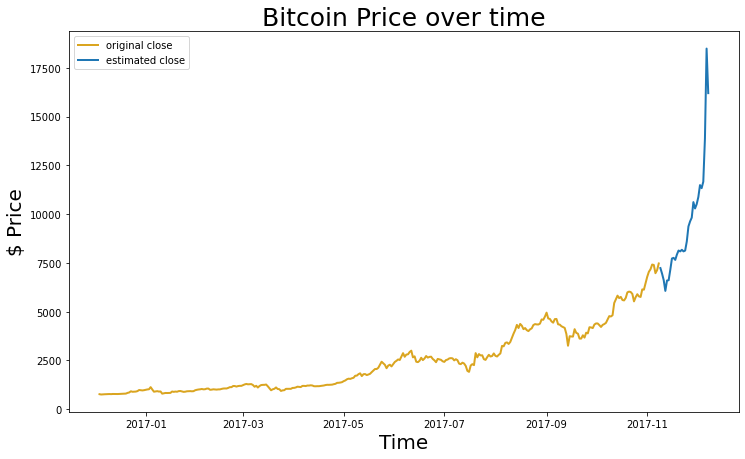 Bitcoin Price over time
original close
estimated close
17500
15000
12500
10000
7500
5000
2500
0
$ Price
2017-01
2017-03
2017-05
2017-07
2017-09
2017-11
Time